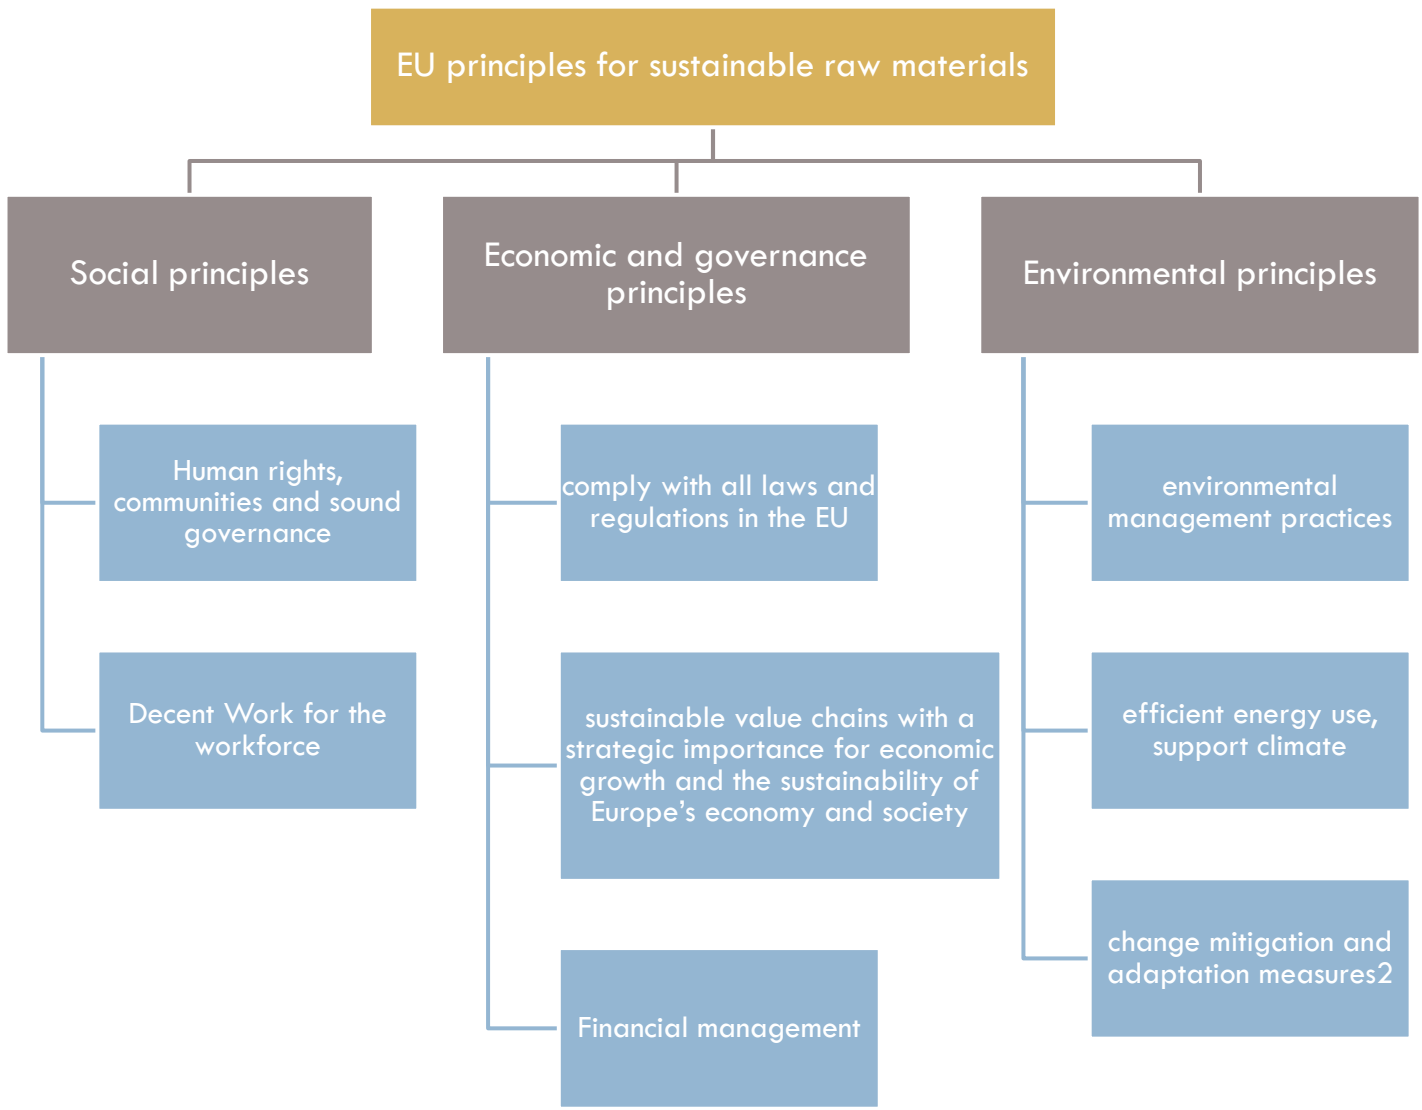 EU principles for sustainable raw materials
Social principles
Human rights,
communities and sound
governance
Decent Work for the
workforce
Economic and governance
principles
comply with all laws and
regulations in the EU
sustainable value chains with a
strategic importance for economic
growth and the sustainability of
Europe’s economy and society
Financial management
Environmental principles
environmental
management practices
efficient energy use,
support climate
change mitigation and
adaptation measures2